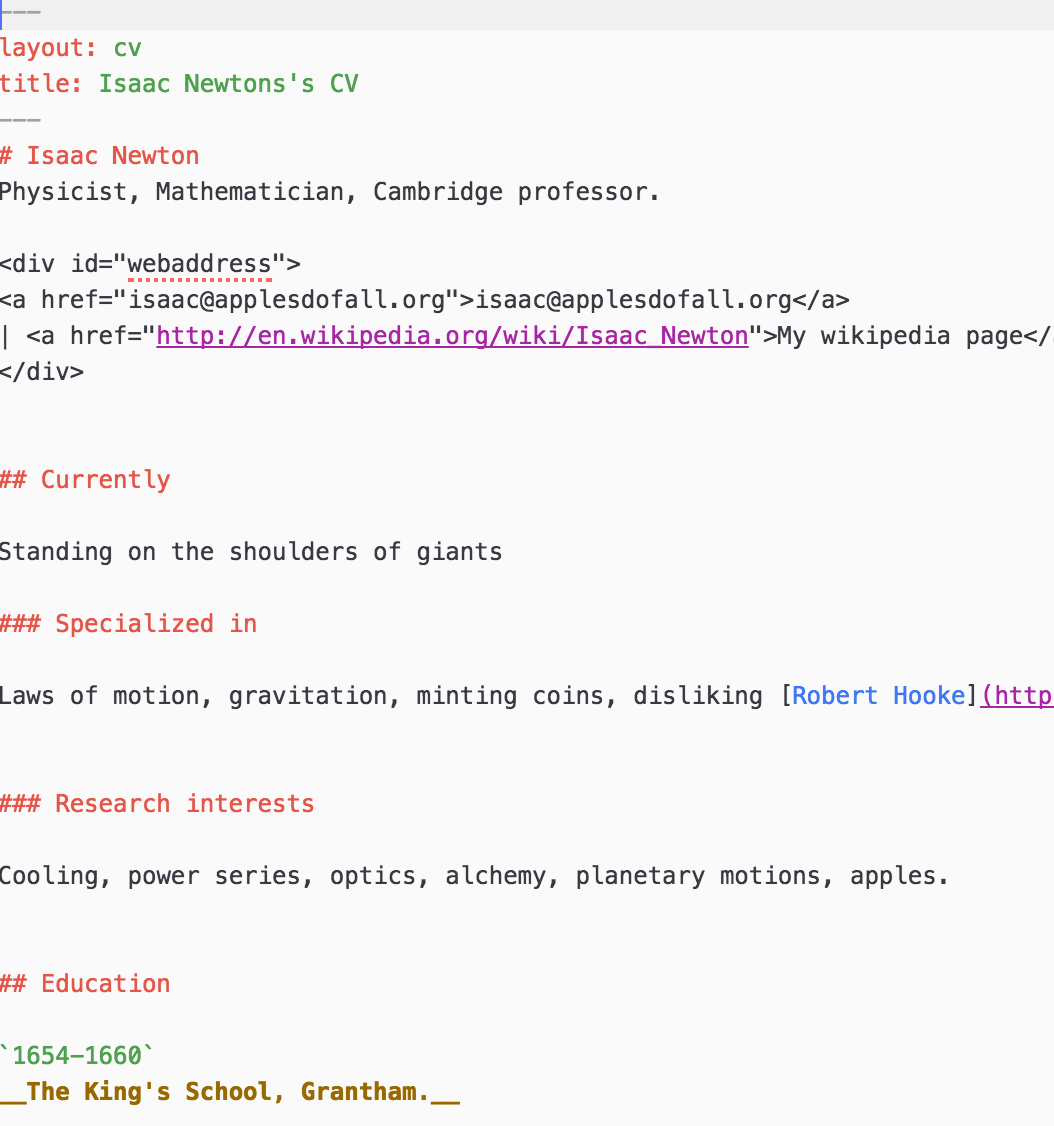 ---
layout: cv
title: Isaac Newtons's CV
---
# Isaac Newton
Physicist, Mathematician, Cambridge professor.
<div id="webaddress">
<a href="isaac@applesdofall.org">isaac@applesdofall.org</a>
| <a href="http://en.wikipedia.org/wiki/Isaac_Newton">My wikipedia page</
</div>
## Currently
Standing on the shoulders of giants
### Specialized in
Laws of motion, gravitation, minting coins, disliking [Robert Hooke](http
### Research interests
Cooling, power series, optics, alchemy, planetary motions, apples.
## Education
`1654-1660`
__The King's School, Grantham.__